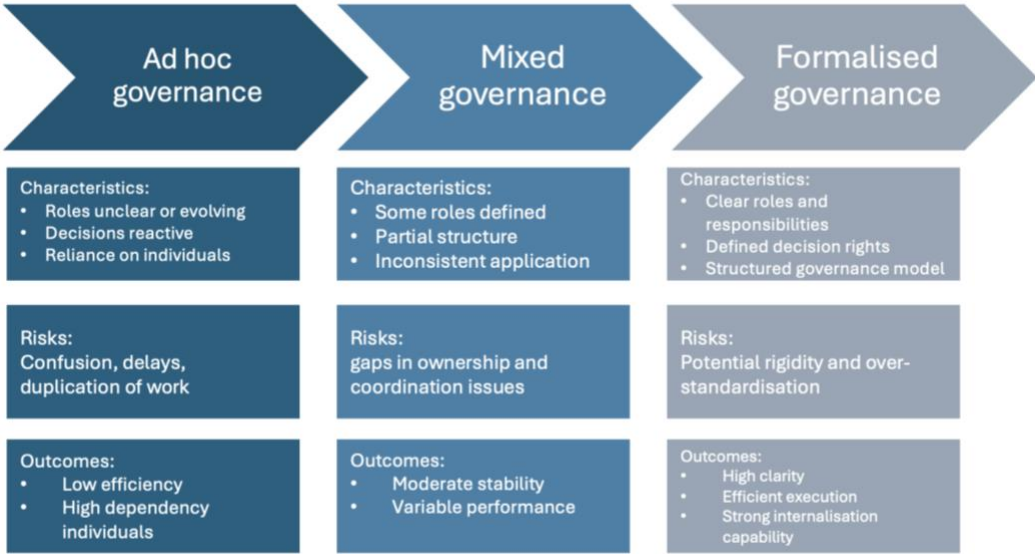 Ad hoc
governance
Mixed
governance
Formalised
governance
Characteristics:
• Roles unclear or evolving
• Decisions reactive
• Reliance on individuals
Characteristics:
• Some roles defined
• Partial structure
• Inconsistent application
Characteristics:
• Clear roles and
responsibilities
• Defined decision rights
• Structured governance model
Risks:
Confusion, delays,
duplication of work
Risks:
gaps in ownership and
coordination issues
Risks:
Potential rigidity and over-
standardisation
Outcomes:
• Low efficiency
• High dependency
individuals
Outcomes:
• Moderate stability
• Variable performance
Outcomes:
• High clarity
• Efficient execution
• Strong internalisation
capability